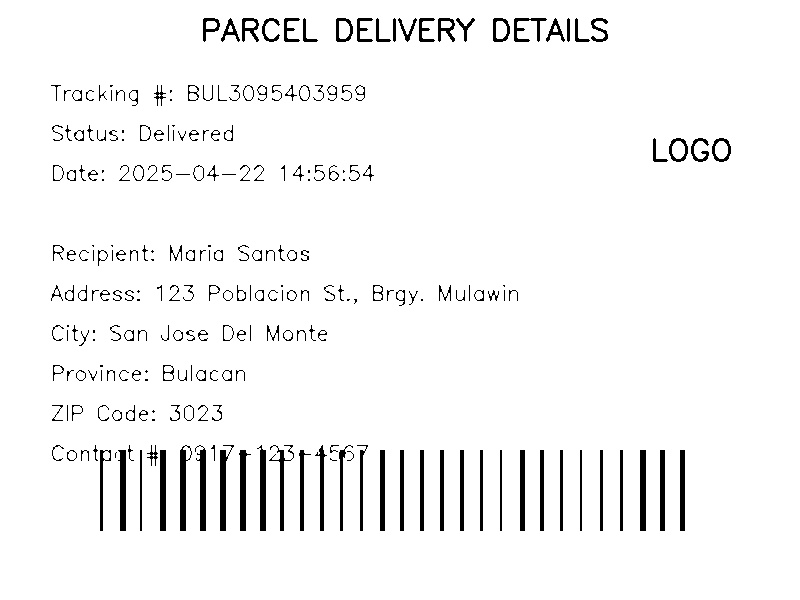 PARCEL DELIVERY DETAILS
Tracking #: BUL3095403959
Status: Delivered
LOGO
Date: 2025-04-22 14:56:54
Recipient: Maria Santos
Address: 123 Poblacion St., Brgy. Mulawin
City: San Jose Del Monte
Province: Bulacan
ZIP Code: 3023
Contact #: 0917-123-4567